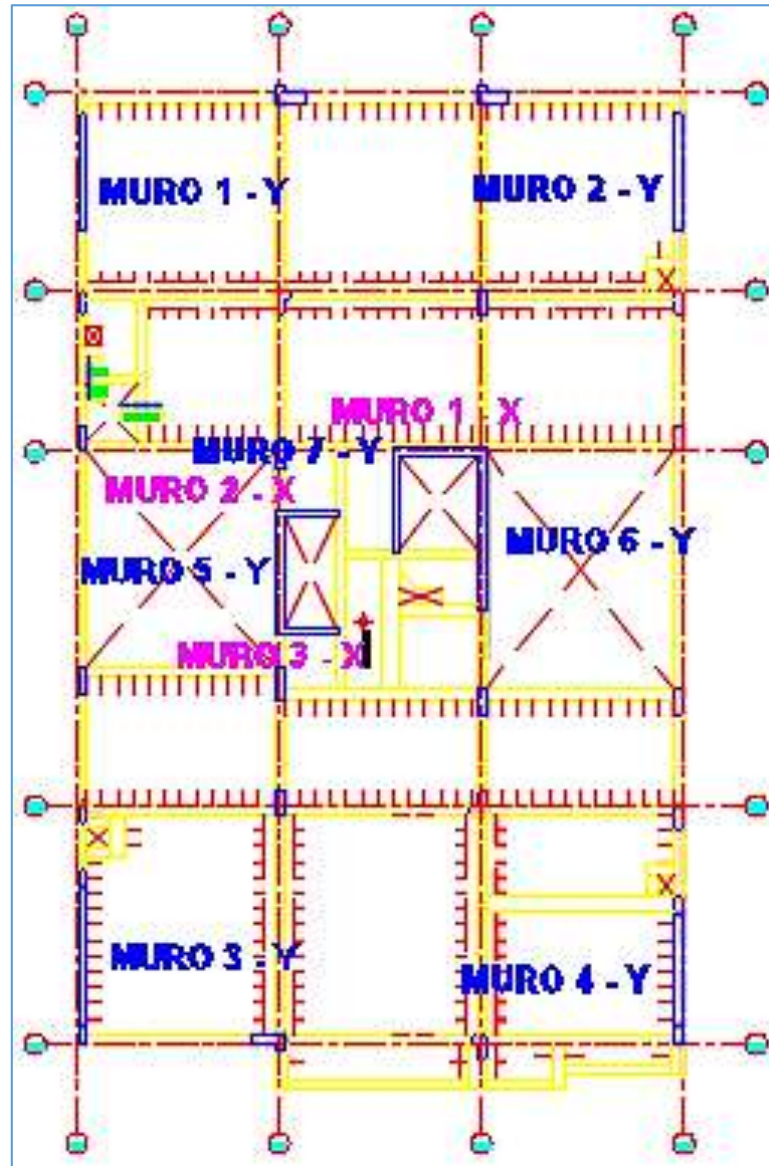 MURO 1 - Y
MURO 2 - Y
MURO 1 - X
MURO 7 - Y
MURO 2 - X
MURO 6 - Y
MURO 5 - Y
MURO 3 - X
MURO 3 - Y
MURO 4 - Y